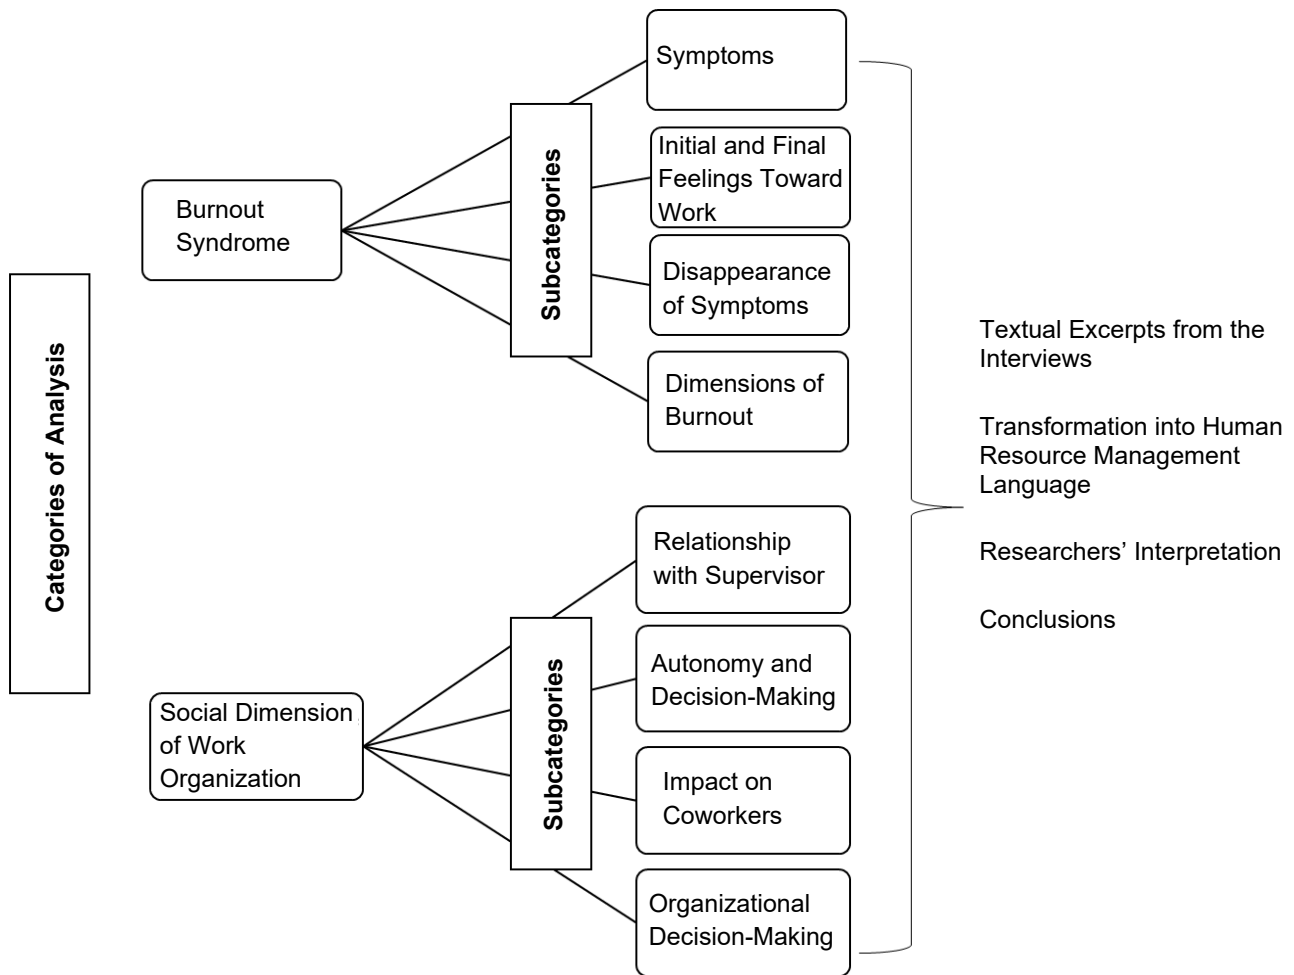 Categories of Analysis
Burnout
Syndrome
Subcategories
Symptoms
Initial and Final
Feelings Toward
Work
Disappearance
of Symptoms
Dimensions of
Burnout
Social Dimension
of Work
Organization
Subcategories
Relationship
with Supervisor
Autonomy and
Decision-Making
Impact on
Coworkers
Organizational
Decision-Making
Textual Excerpts from the
Interviews
Transformation into Human
Resource Management
Language
Researchers’ Interpretation
Conclusions